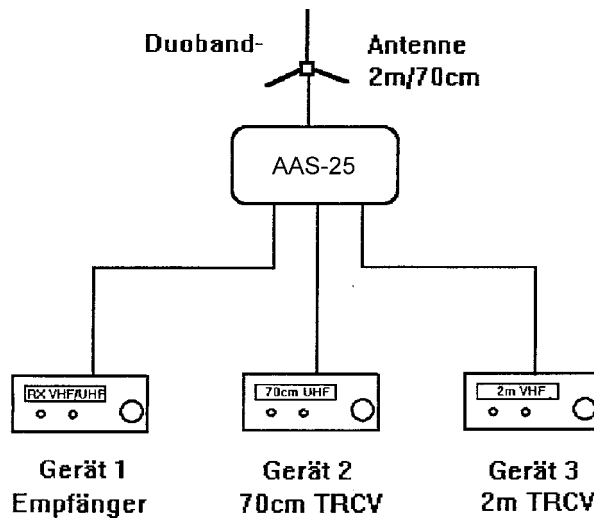 Duoband- Antenne
2m/70cm
AAS-25
RX VHF/UHF 70cm UHF 2m VHF
Gerät 1 Gerät 2 Gerät 3
Empfänger 70cm TRCV 2m TRCV